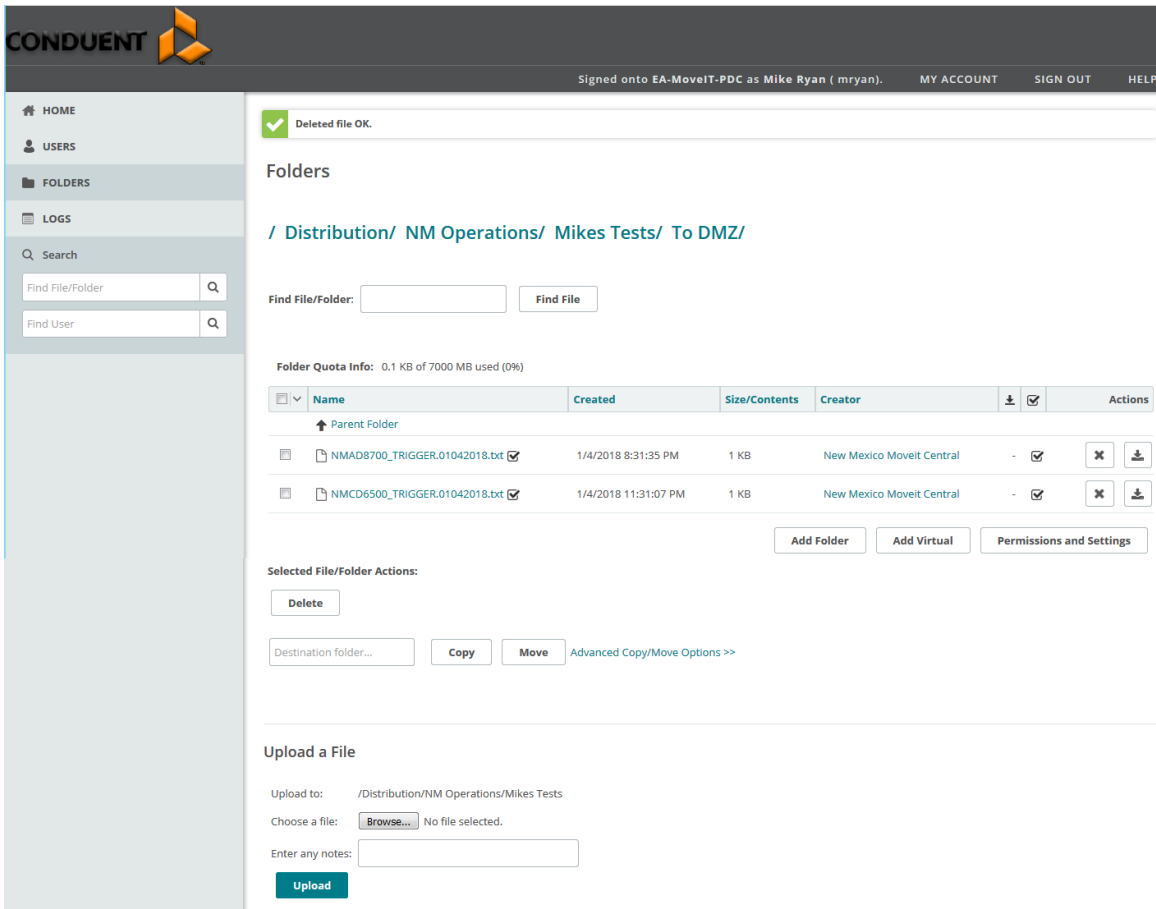 CONDUENT
Signed onto EA-MoveIT-PDC as Mike Ryan ( mryan). MY ACCOUNT SIGN OUT HELP
HOME
USERS
FOLDERS
LOGS
Search
Find File/Folder
Find User
Deleted file OK.
Folders
/ Distribution/ NM Operations/ Mikes Tests/ To DMZ/
Find File/Folder: Find File
Folder Quota Info: 0.1 KB of 7000 MB used (0%)
Name Created Size/Contents Creator Actions
Parent Folder
NMAD8700_TRIGGER.01042018.txt 1/4/2018 8:31:35 PM 1 KB New Mexico Moveit Central -
NMCD6500_TRIGGER.01042018.txt 1/4/2018 11:31:07 PM 1 KB New Mexico Moveit Central -
Add Folder Add Virtual Permissions and Settings
Selected File/Folder Actions:
Delete
Destination folder... Copy Move Advanced Copy/Move Options >>
Upload a File
Upload to: /Distribution/NM Operations/Mikes Tests
Choose a file: Browse... No file selected.
Enter any notes:
Upload